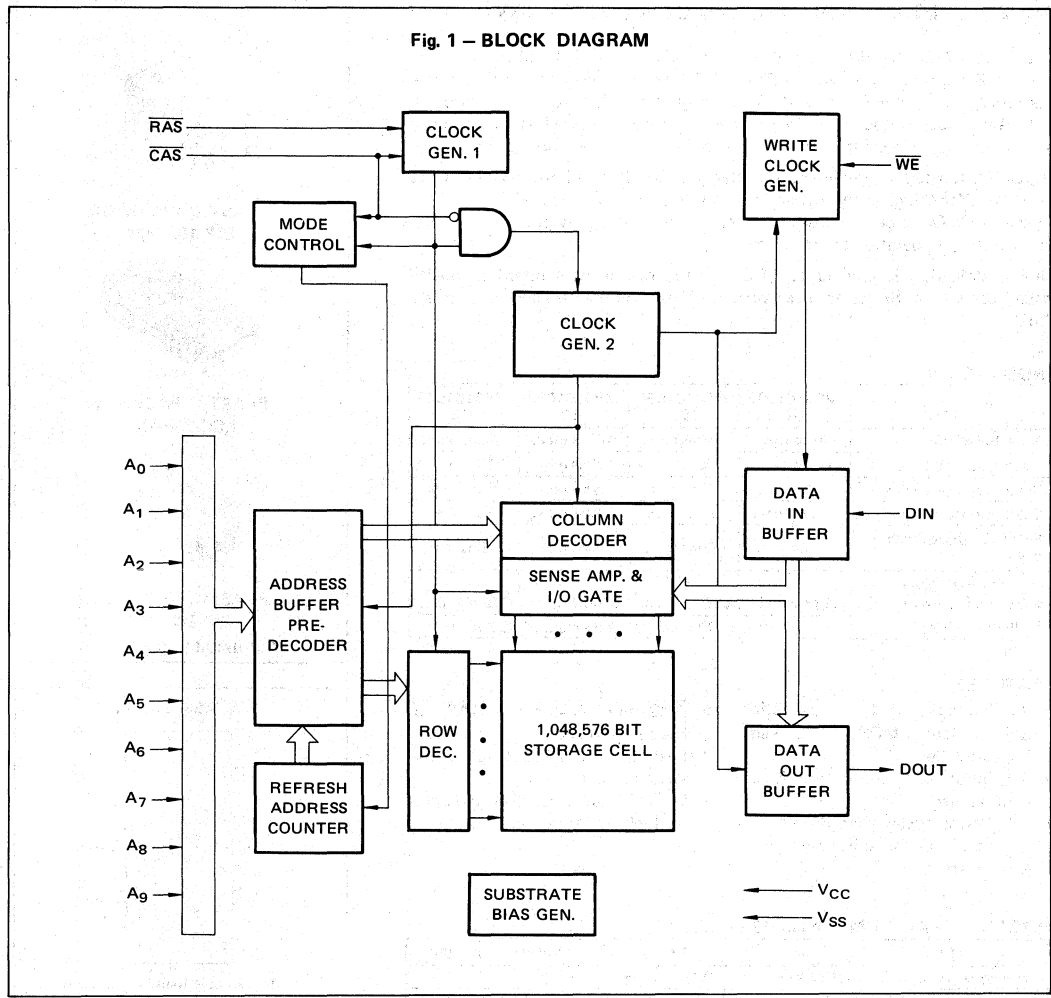 Fig. 1 — BLOCK DIAGRAM
RAS
CAS
CLOCK
GEN. 1
WRITE
CLOCK
GEN.
WE
MODE
CONTROL
CLOCK
GEN. 2
A0
A1
A2
A3
A4
A5
A6
A7
A8
A9
ADDRESS
BUFFER
PRE-
DECODER
COLUMN
DECODER
SENSE AMP. &
I/O GATE
DATA
IN
BUFFER
DIN
ROW
DEC.
1,048,576 BIT
STORAGE CELL
REFRESH
ADDRESS
COUNTER
DATA
OUT
BUFFER
DOUT
SUBSTRATE
BIAS GEN.
VCC
VSS